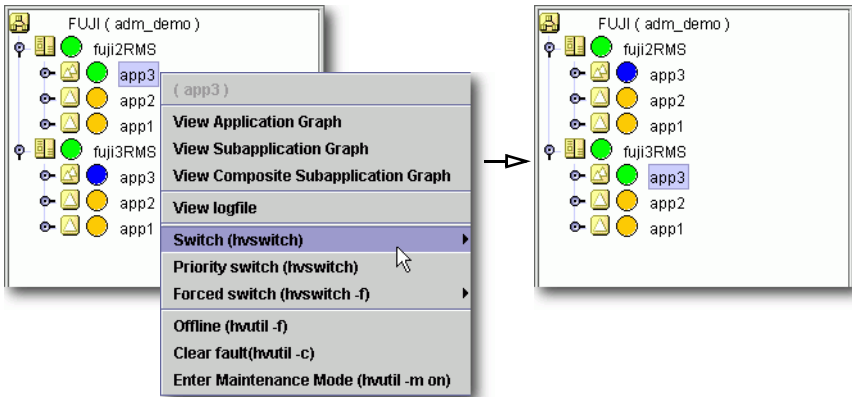 FUJI ( adm_demo )
fuji2RMS
app3
app2
app1
fuji3RMS
app3
app2
app1
( app3 )
View Application Graph
View Subapplication Graph
View Composite Subapplication Graph
View logfile
Switch (hvswitch)
Priority switch (hvswitch)
Forced switch (hvswitch -f)
Offline (hvutil -f)
Clear fault(hvutil -c)
Enter Maintenance Mode (hvutil -m on)
FUJI ( adm_demo )
fuji2RMS
app3
app2
app1
fuji3RMS
app3
app2
app1